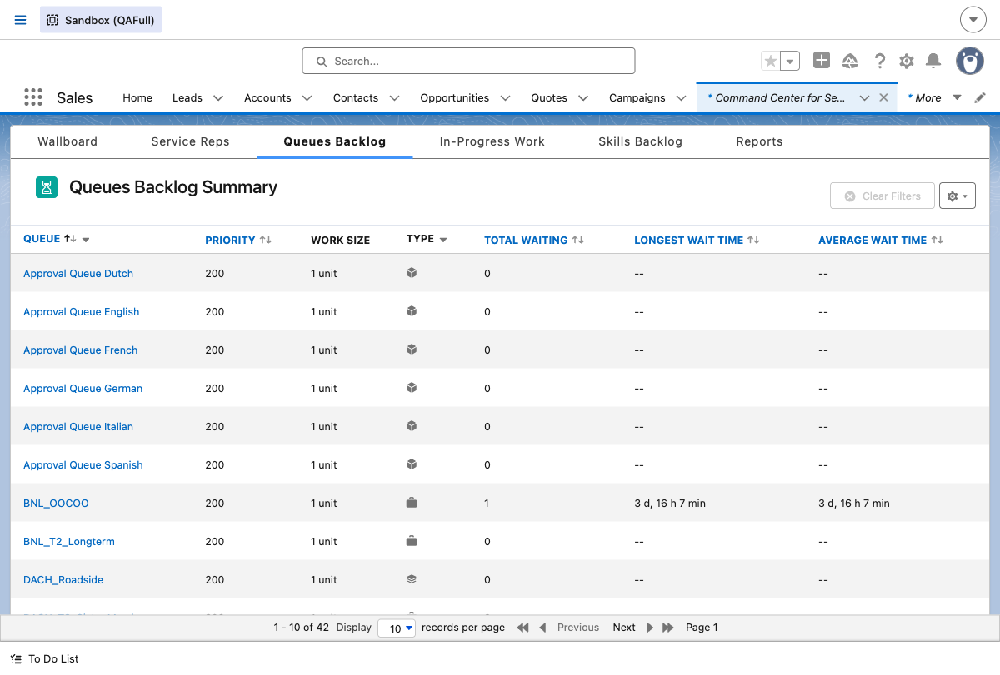 Sandbox (QAFull)
Search...
Sales Home Leads Accounts Contacts Opportunities Quotes Campaigns * Command Center for Se... * More
Wallboard Service Reps Queues Backlog In-Progress Work Skills Backlog Reports
Queues Backlog Summary
Clear Filters
QUEUE PRIORITY WORK SIZE TYPE TOTAL WAITING LONGEST WAIT TIME AVERAGE WAIT TIME
Approval Queue Dutch 200 1 unit 0 -- --
Approval Queue English 200 1 unit 0 -- --
Approval Queue French 200 1 unit 0 -- --
Approval Queue German 200 1 unit 0 -- --
Approval Queue Italian 200 1 unit 0 -- --
Approval Queue Spanish 200 1 unit 0 -- --
BNL_OOCOO 200 1 unit 1 3 d, 16 h 7 min 3 d, 16 h 7 min
BNL_T2_Longterm 200 1 unit 0 -- --
DACH_Roadside 200 1 unit 0 -- --
1 - 10 of 42 Display 10 records per page Previous Next Page 1
To Do List